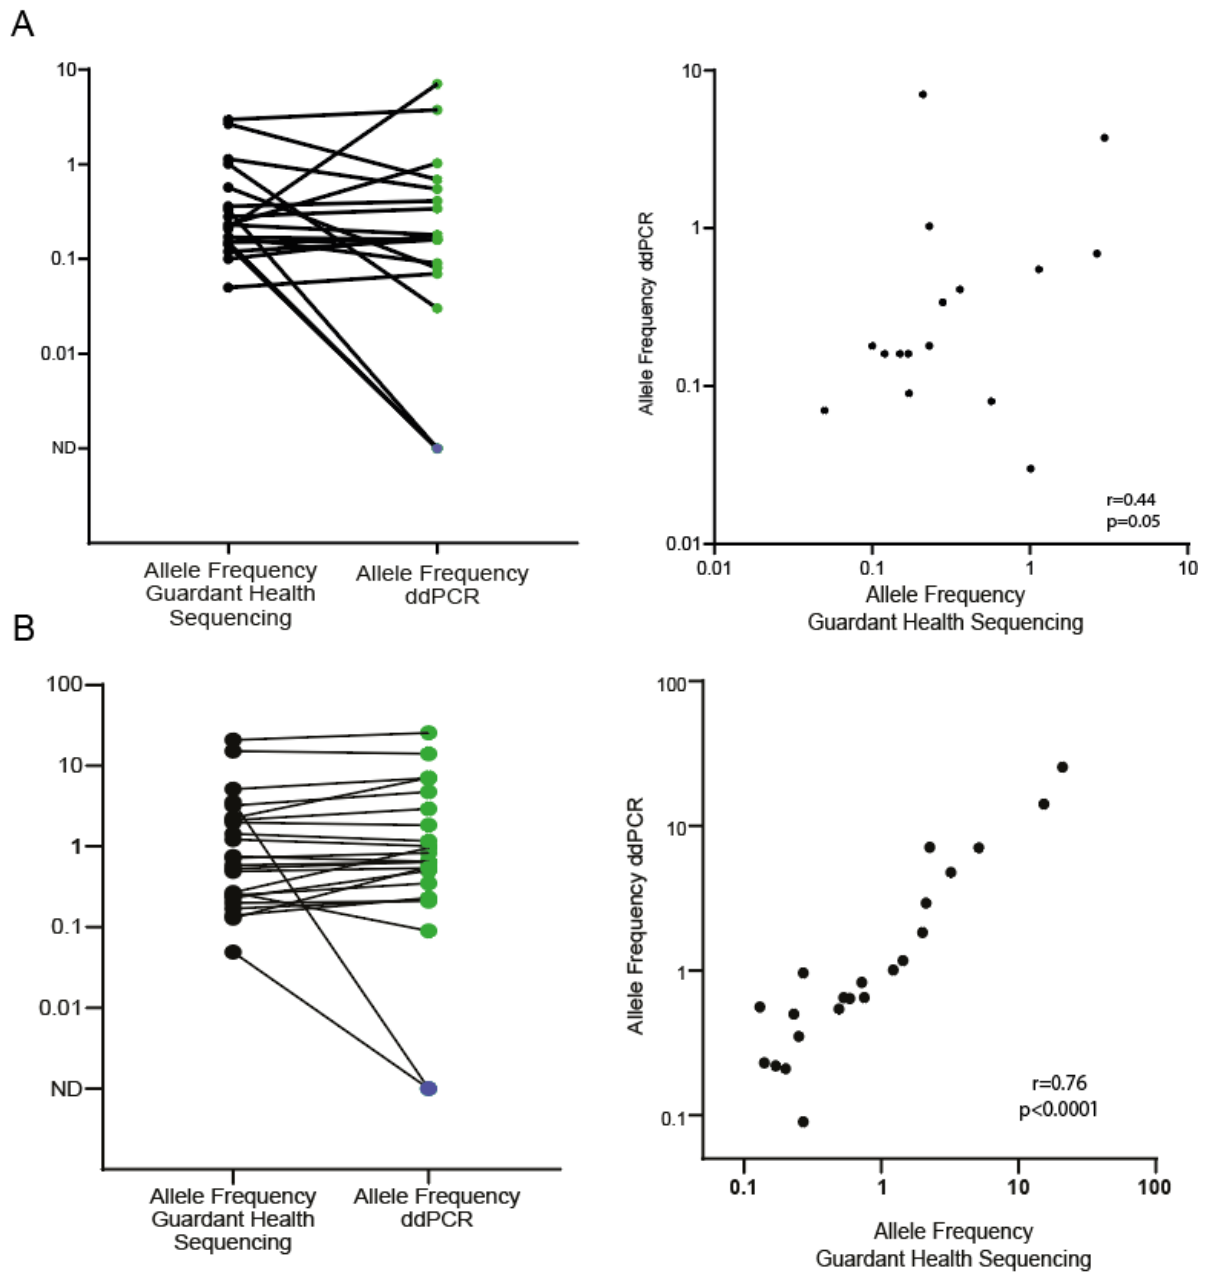 A
10
1
0.1
0.01
ND
Allele Frequency
Guardant Health
Sequencing
Allele Frequency
ddPCR
10
1
0.1
0.01
Allele Frequency ddPCR
r=0.44
p=0.05
0.01
0.1
1
10
Allele Frequency
Guardant Health Sequencing
B
100
10
1
0.1
0.01
ND
Allele Frequency
Guardant Health
Sequencing
Allele Frequency
ddPCR
100
10
1
0.1
Allele Frequency ddPCR
r=0.76
p<0.0001
0.1
1
10
100
Allele Frequency
Guardant Health Sequencing